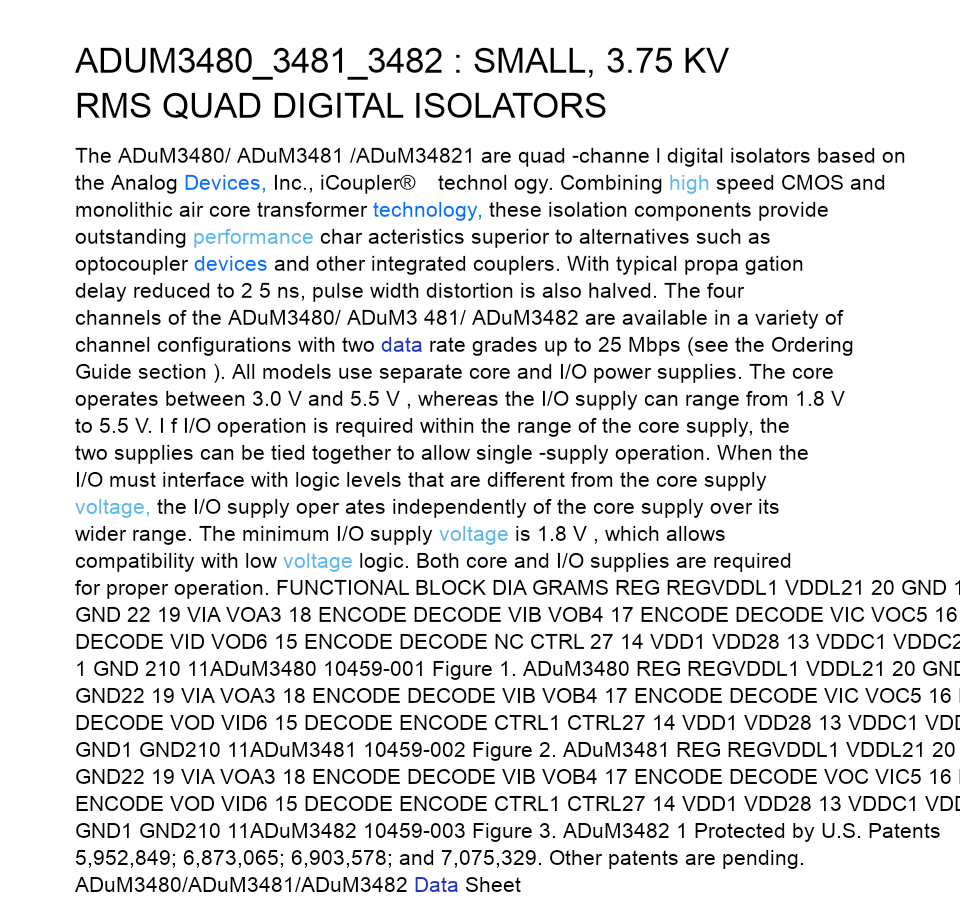 ADUM3480_3481_3482 : SMALL, 3.75 KV
RMS QUAD DIGITAL ISOLATORS
The ADuM3480/ ADuM3481 /ADuM34821 are quad -channe l digital isolators based on
the Analog Devices, Inc., iCoupler® technol ogy. Combining high speed CMOS and
monolithic air core transformer technology, these isolation components provide
outstanding performance char acteristics superior to alternatives such as
optocoupler devices and other integrated couplers. With typical propa gation
delay reduced to 2 5 ns, pulse width distortion is also halved. The four
channels of the ADuM3480/ ADuM3 481/ ADuM3482 are available in a variety of
channel configurations with two data rate grades up to 25 Mbps (see the Ordering
Guide section ). All models use separate core and I/O power supplies. The core
operates between 3.0 V and 5.5 V , whereas the I/O supply can range from 1.8 V
to 5.5 V. I f I/O operation is required within the range of the core supply, the
two supplies can be tied together to allow single -supply operation. When the
I/O must interface with logic levels that are different from the core supply
voltage, the I/O supply oper ates independently of the core supply over its
wider range. The minimum I/O supply voltage is 1.8 V , which allows
compatibility with low voltage logic. Both core and I/O supplies are required
for proper operation. FUNCTIONAL BLOCK DIA GRAMS REG REGVDDL1 VDDL21 20 GND 1
GND 22 19 VIA VOA3 18 ENCODE DECODE VIB VOB4 17 ENCODE DECODE VIC VOC5 16
DECODE VID VOD6 15 ENCODE DECODE NC CTRL 27 14 VDD1 VDD28 13 VDDC1 VDDC2
1 GND 210 11ADuM3480 10459-001 Figure 1. ADuM3480 REG REGVDDL1 VDDL21 20 GND
GND22 19 VIA VOA3 18 ENCODE DECODE VIB VOB4 17 ENCODE DECODE VIC VOC5 16
DECODE VOD VID6 15 DECODE ENCODE CTRL1 CTRL27 14 VDD1 VDD28 13 VDDC1 VDD
GND1 GND210 11ADuM3481 10459-002 Figure 2. ADuM3481 REG REGVDDL1 VDDL21 20
GND22 19 VIA VOA3 18 ENCODE DECODE VIB VOB4 17 ENCODE DECODE VOC VIC5 16
ENCODE VOD VID6 15 DECODE ENCODE CTRL1 CTRL27 14 VDD1 VDD28 13 VDDC1 VDD
GND1 GND210 11ADuM3482 10459-003 Figure 3. ADuM3482 1 Protected by U.S. Patents
5,952,849; 6,873,065; 6,903,578; and 7,075,329. Other patents are pending.
ADuM3480/ADuM3481/ADuM3482 Data Sheet